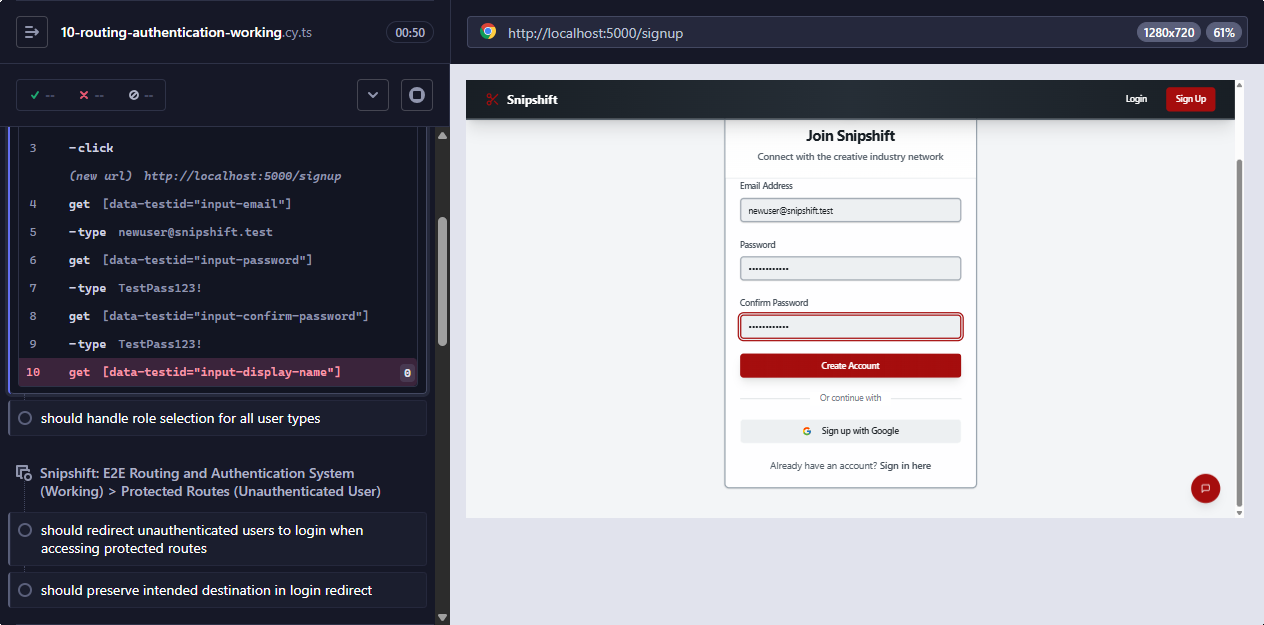 10-routing-authentication-working.cy.ts
00:50
-- -- --
3 -click
(new url) http://localhost:5000/signup
4 get [data-testid="input-email"]
5 -type newuser@snipshift.test
6 get [data-testid="input-password"]
7 -type TestPass123!
8 get [data-testid="input-confirm-password"]
9 -type TestPass123!
10 get [data-testid="input-display-name"] 0
should handle role selection for all user types
Snipshift: E2E Routing and Authentication System
(Working) > Protected Routes (Unauthenticated User)
should redirect unauthenticated users to login when
accessing protected routes
should preserve intended destination in login redirect
http://localhost:5000/signup
1280x720
61%
Snipshift
Login
Sign Up
Join Snipshift
Connect with the creative industry network
Email Address
newuser@snipshift.test
Password
••••••••••••
Confirm Password
••••••••••••
Create Account
Or continue with
Sign up with Google
Already have an account? Sign in here